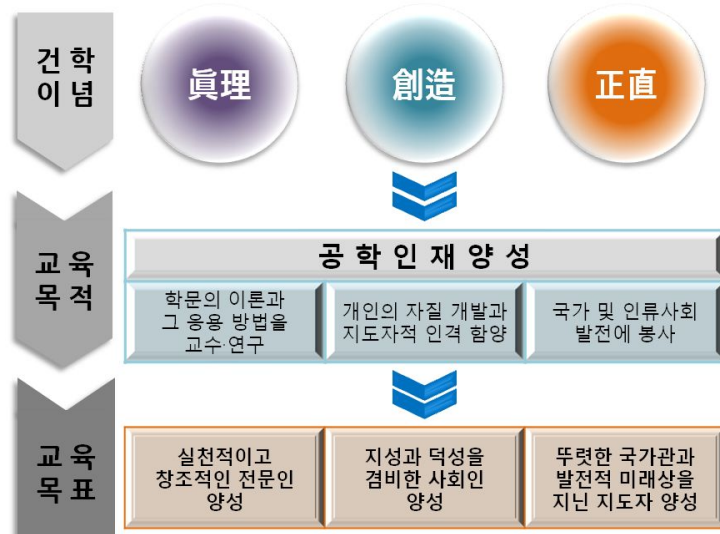 건학
이념
眞理
創造
正直
교육
목적
공학인재양성
학문의 이론과
그 응용 방법을
교수·연구
개인의 자질 개발과
지도자적 인격 함양
국가 및 인류사회
발전에 봉사
교육
목표
실천적이고
창조적인 전문인
양성
지성과 덕성을
겸비한 사회인
양성
뚜렷한 국가관과
발전적 미래상을
지닌 지도자 양성